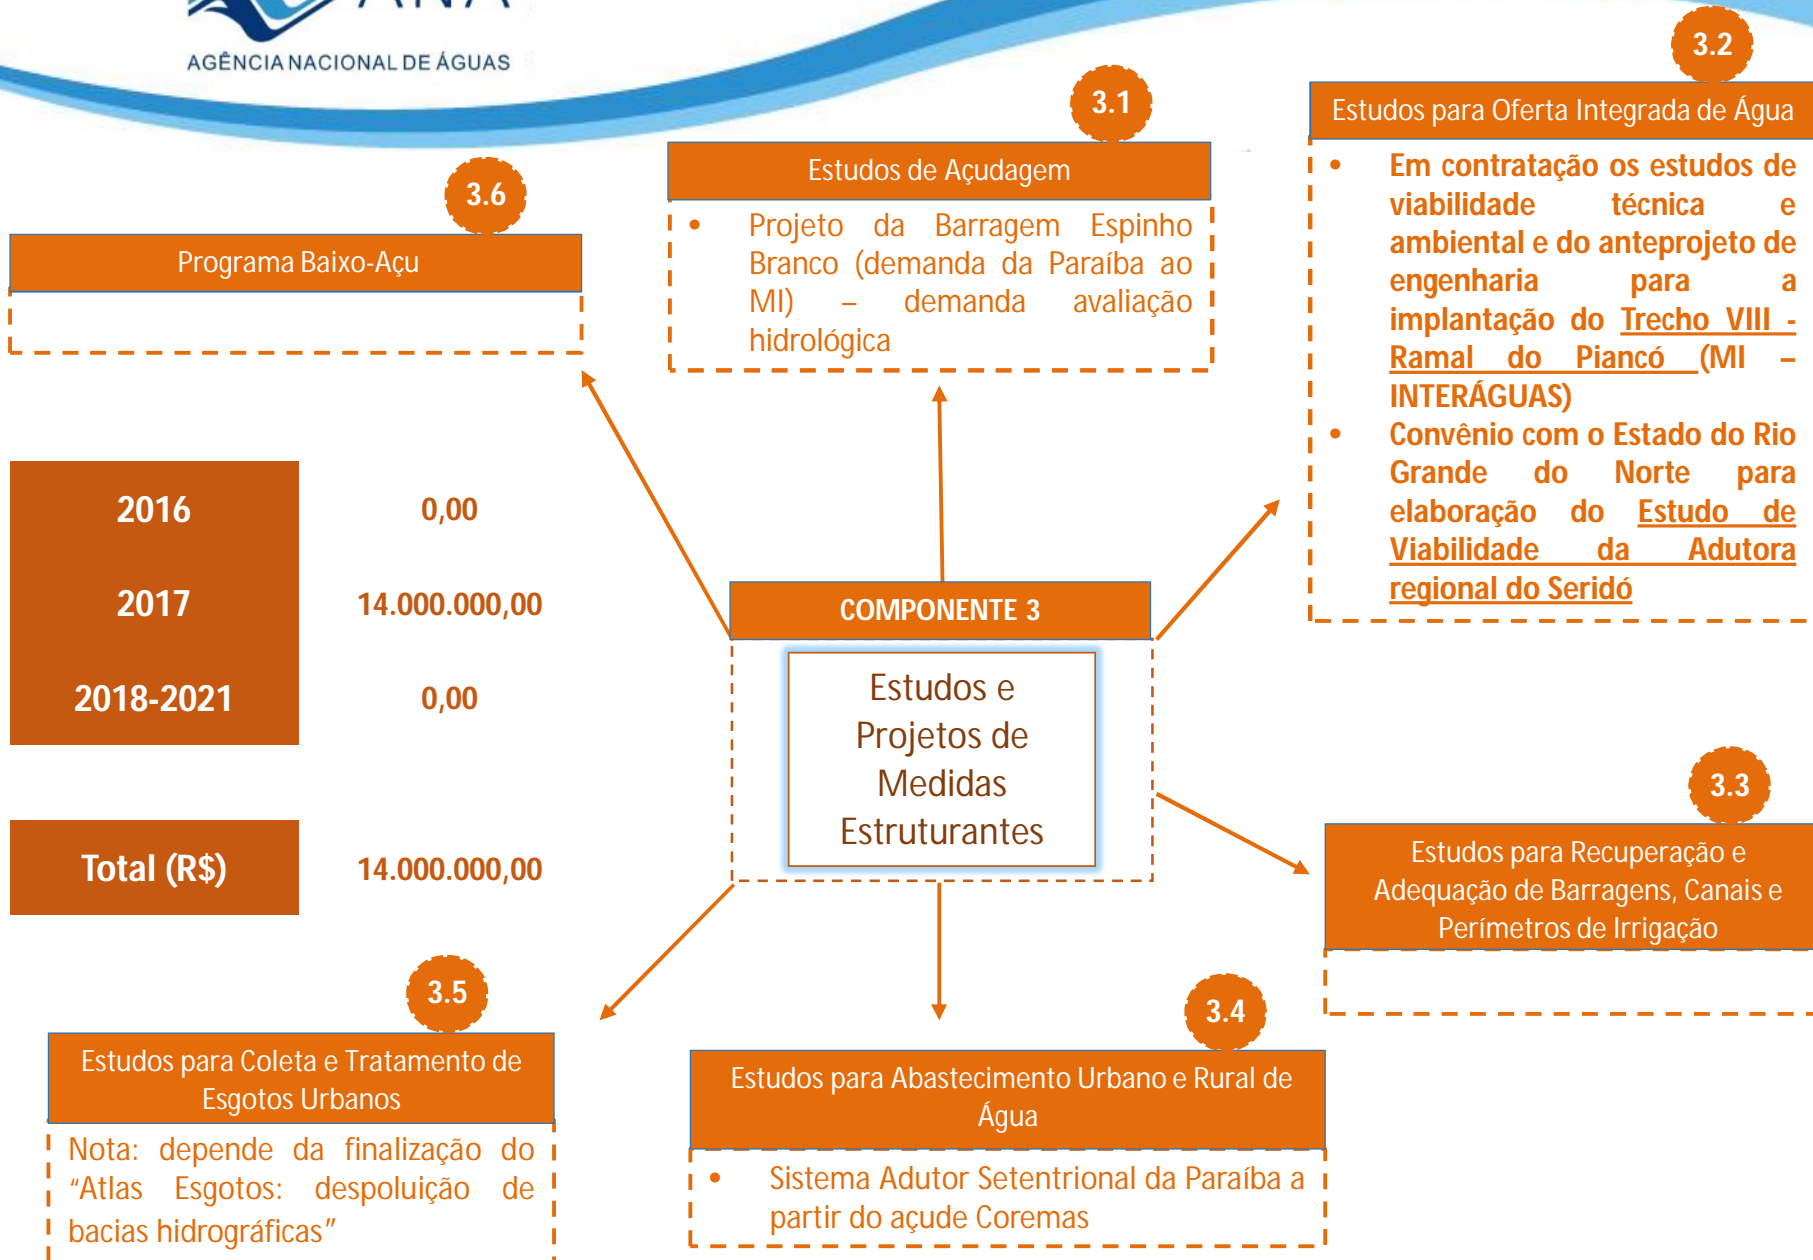 ANA
AGÊNCIA NACIONAL DE ÁGUAS
3.1
Estudos de Açudagem
• Projeto da Barragem Espinho
Branco (demanda da Paraíba ao
MI) – demanda avaliação
hidrológica
3.2
Estudos para Oferta Integrada de Água
• Em contratação os estudos de
viabilidade técnica e
ambiental e do anteprojeto de
engenharia para a
implantação do Trecho VIII -
Ramal do Piancó (MI –
INTERÁGUAS)
• Convênio com o Estado do Rio
Grande do Norte para
elaboração do Estudo de
Viabilidade da Adutora
regional do Seridó
3.6
Programa Baixo-Açu
2016 0,00
2017 14.000.000,00
2018-2021 0,00
Total (R$) 14.000.000,00
COMPONENTE 3
Estudos e
Projetos de
Medidas
Estruturantes
3.3
Estudos para Recuperação e
Adequação de Barragens, Canais e
Perímetros de Irrigação
3.5
Estudos para Coleta e Tratamento de
Esgotos Urbanos
Nota: depende da finalização do
“Atlas Esgotos: despoluição de
bacias hidrográficas”
3.4
Estudos para Abastecimento Urbano e Rural de
Água
• Sistema Adutor Setentrional da Paraíba a
partir do açude Coremas